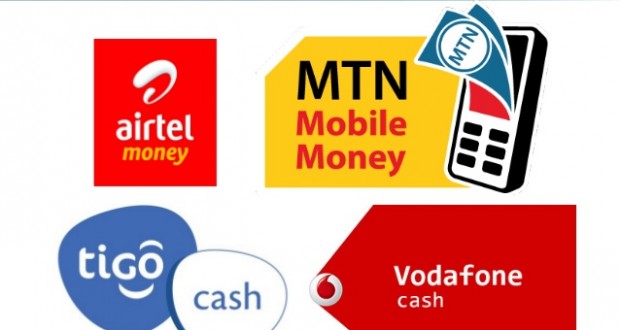 airtel
money
MTN
Mobile
Money
MTN
tigo
cash
Vodafone
cash